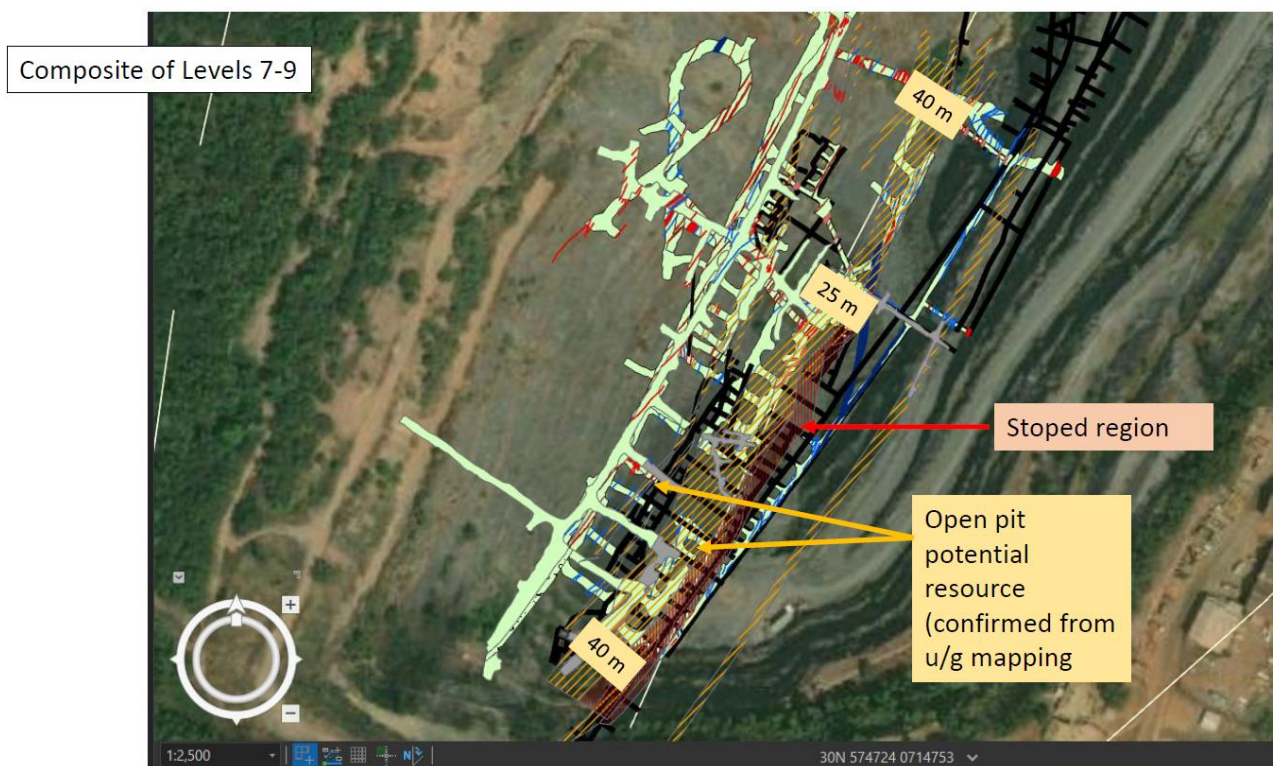 Composite of Levels 7-9
40 m
25 m
Stoped region
Open pit
potential
resource
(confirmed from
u/g mapping
40 m
1:2,500
N
30N 574724 0714753